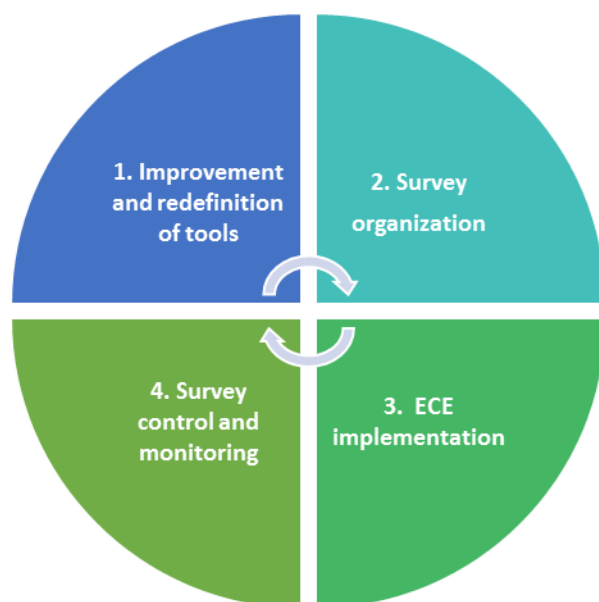 1. Improvement
and redefinition
of tools
2. Survey
organization
3. ECE
implementation
4. Survey
control and
monitoring